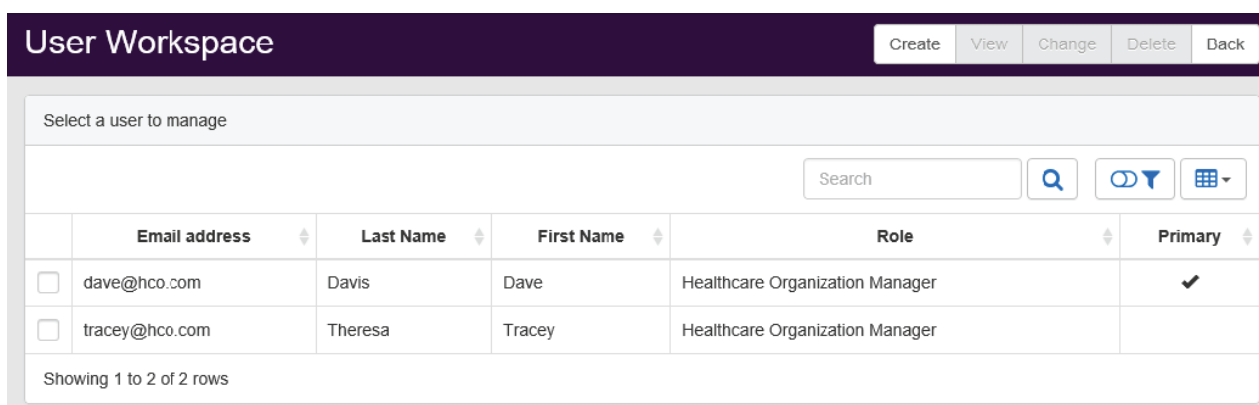 User Workspace Create View Change Delete Back
Select a user to manage
Search
Email address Last Name First Name Role Primary
dave@hco.com Davis Dave Healthcare Organization Manager
tracey@hco.com Theresa Tracey Healthcare Organization Manager
Showing 1 to 2 of 2 rows